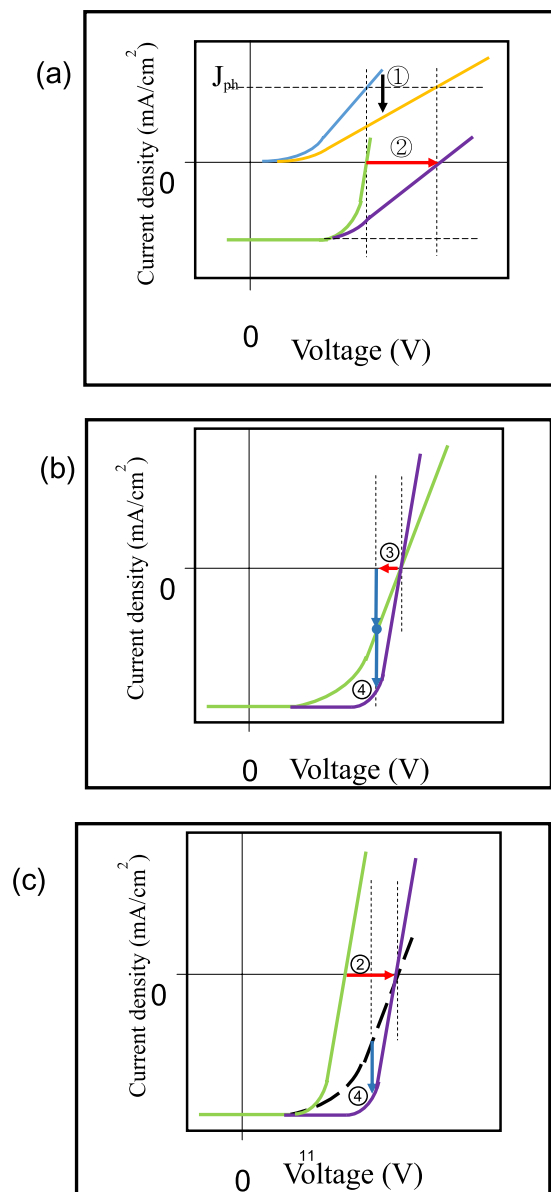 (a)
Current density (mA/cm²)
J_ph
①
②
0
0
Voltage (V)
(b)
Current density (mA/cm²)
③
0
④
0
Voltage (V)
(c)
Current density (mA/cm²)
②
0
④
11
0
Voltage (V)